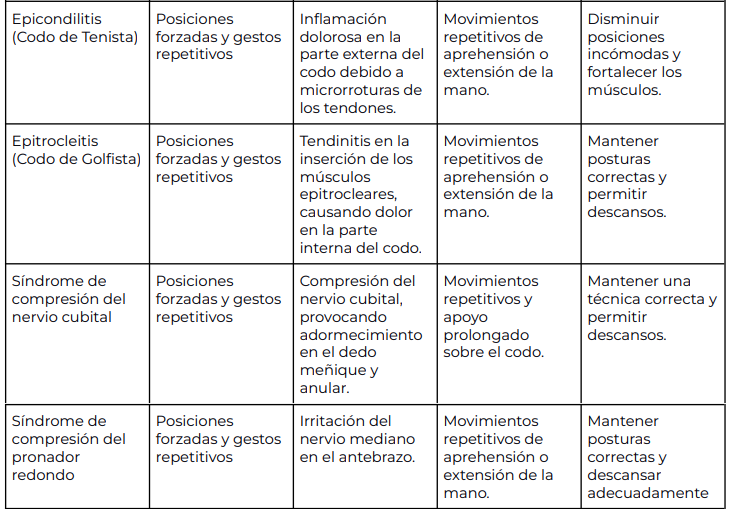 Epicondilitis
(Codo de Tenista)
Posiciones
forzadas y gestos
repetitivos
Inflamación
dolorosa en la
parte externa del
codo debido a
microrroturas de
los tendones.
Movimientos
repetitivos de
aprehensión o
extensión de la
mano.
Disminuir
posiciones
incómodas y
fortalecer los
músculos.
Epitrocleitis
(Codo de Golfista)
Posiciones
forzadas y gestos
repetitivos
Tendinitis en la
inserción de los
músculos
epitrocleares,
causando dolor
en la parte
interna del codo.
Movimientos
repetitivos de
aprehensión o
extensión de la
mano.
Mantener
posturas
correctas y
permitir
descansos.
Síndrome de
compresión del
nervio cubital
Posiciones
forzadas y gestos
repetitivos
Compresión del
nervio cubital,
provocando
adormecimiento
en el dedo
meñique y
anular.
Movimientos
repetitivos y
apoyo
prolongado
sobre el codo.
Mantener una
técnica correcta y
permitir
descansos.
Síndrome de
compresión del
pronador
redondo
Posiciones
forzadas y gestos
repetitivos
Irritación del
nervio mediano
en el antebrazo.
Movimientos
repetitivos de
aprehensión o
extensión de la
mano.
Mantener
posturas
correctas y
descansar
adecuadamente